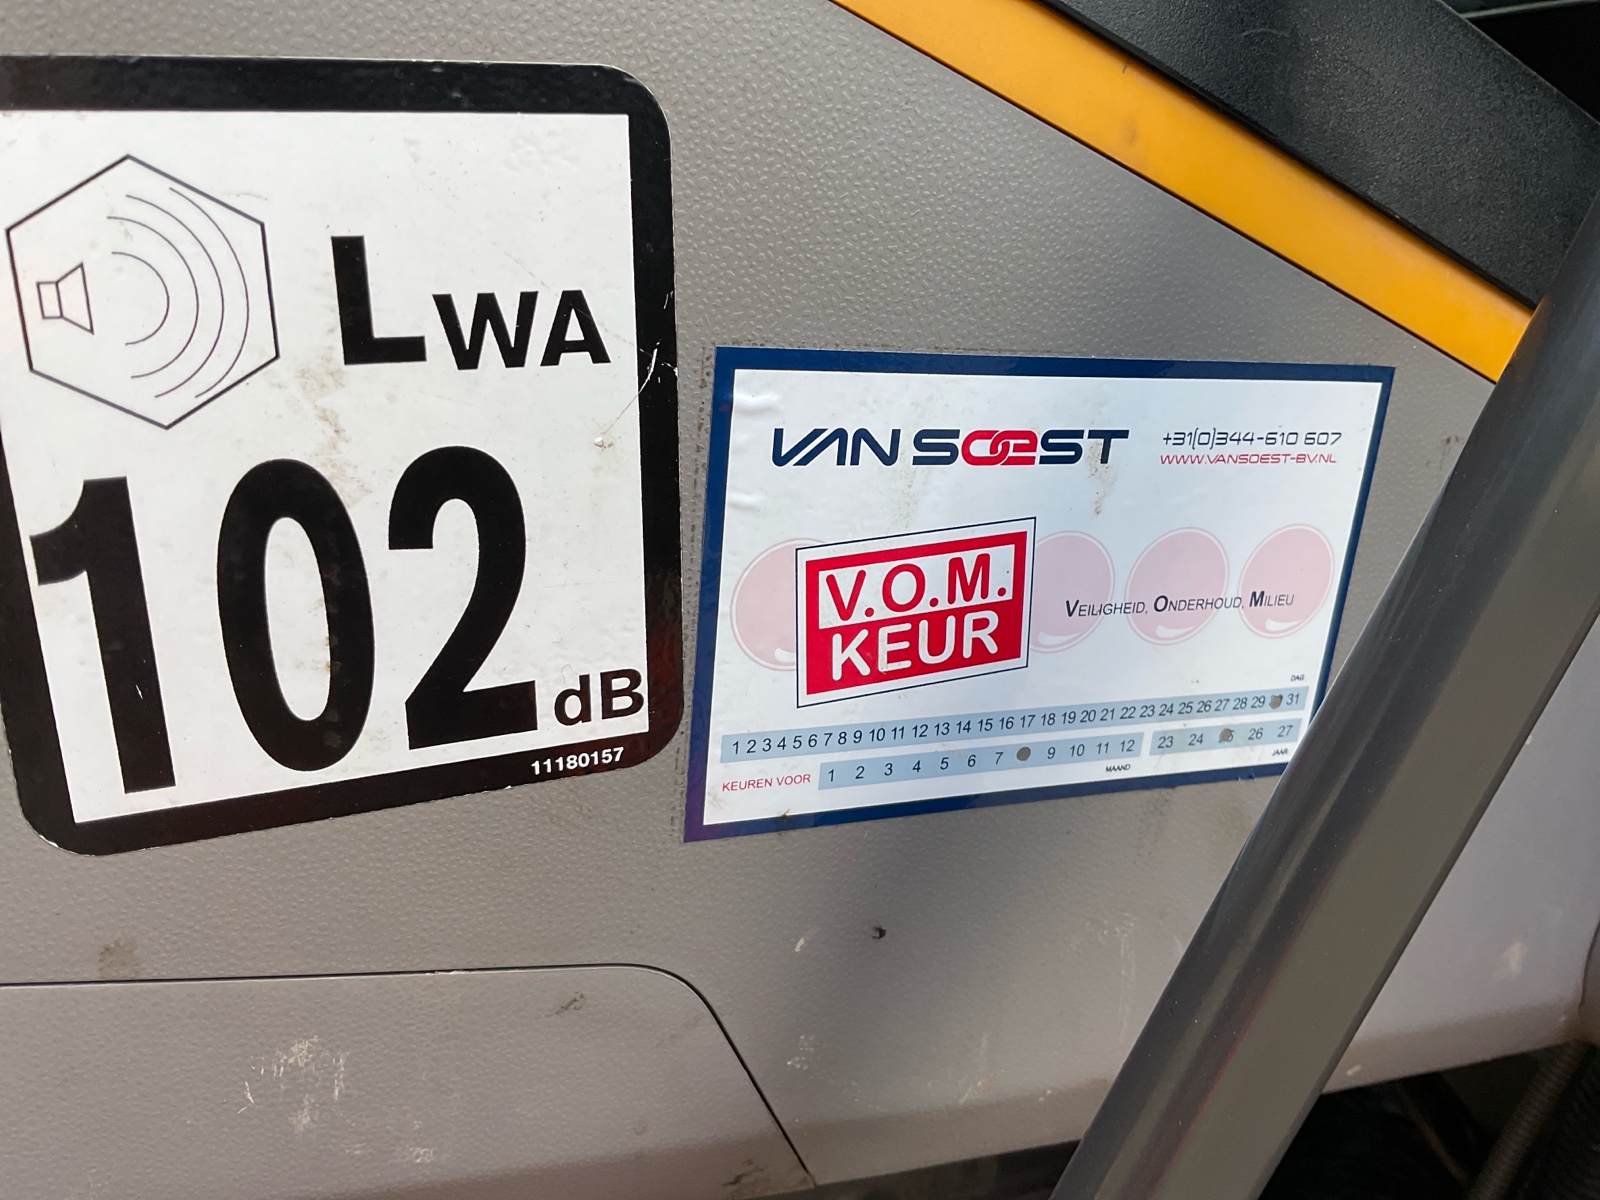 LWA
102 dB
11180157
VAN SOEST
+31(0)344-610 607
WWW.VANSOEST-BV.NL
V.O.M.
KEUR
VEILIGHEID, ONDERHOUD, MILIEU
DAG
1 2 3 4 5 6 7 8 9 10 11 12 13 14 15 16 17 18 19 20 21 22 23 24 25 26 27 28 29 31
KEUREN VOOR 1 2 3 4 5 6 7 9 10 11 12 23 24 26 27
MAAND JAAR